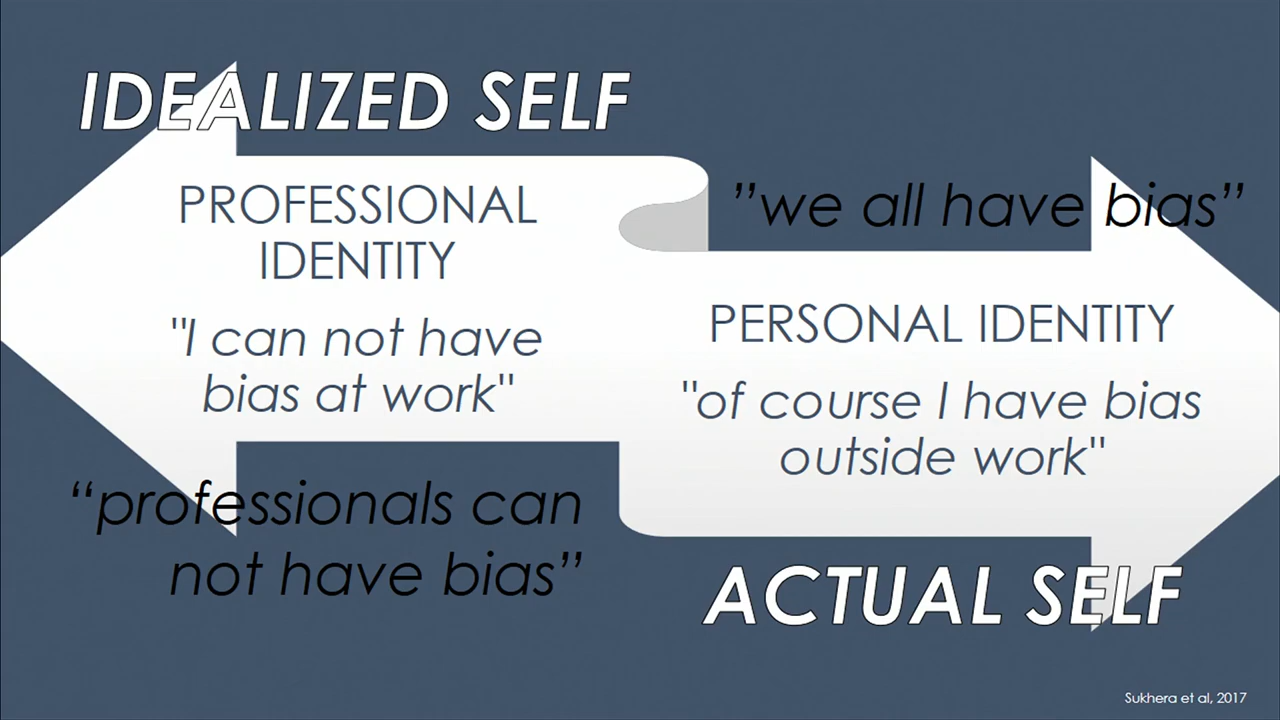 IDEALIZED SELF
PROFESSIONAL
IDENTITY
"I can not have
bias at work"
“professionals can
not have bias”
”we all have bias”
PERSONAL IDENTITY
"of course I have bias
outside work"
ACTUAL SELF
Sukhera et al, 2017